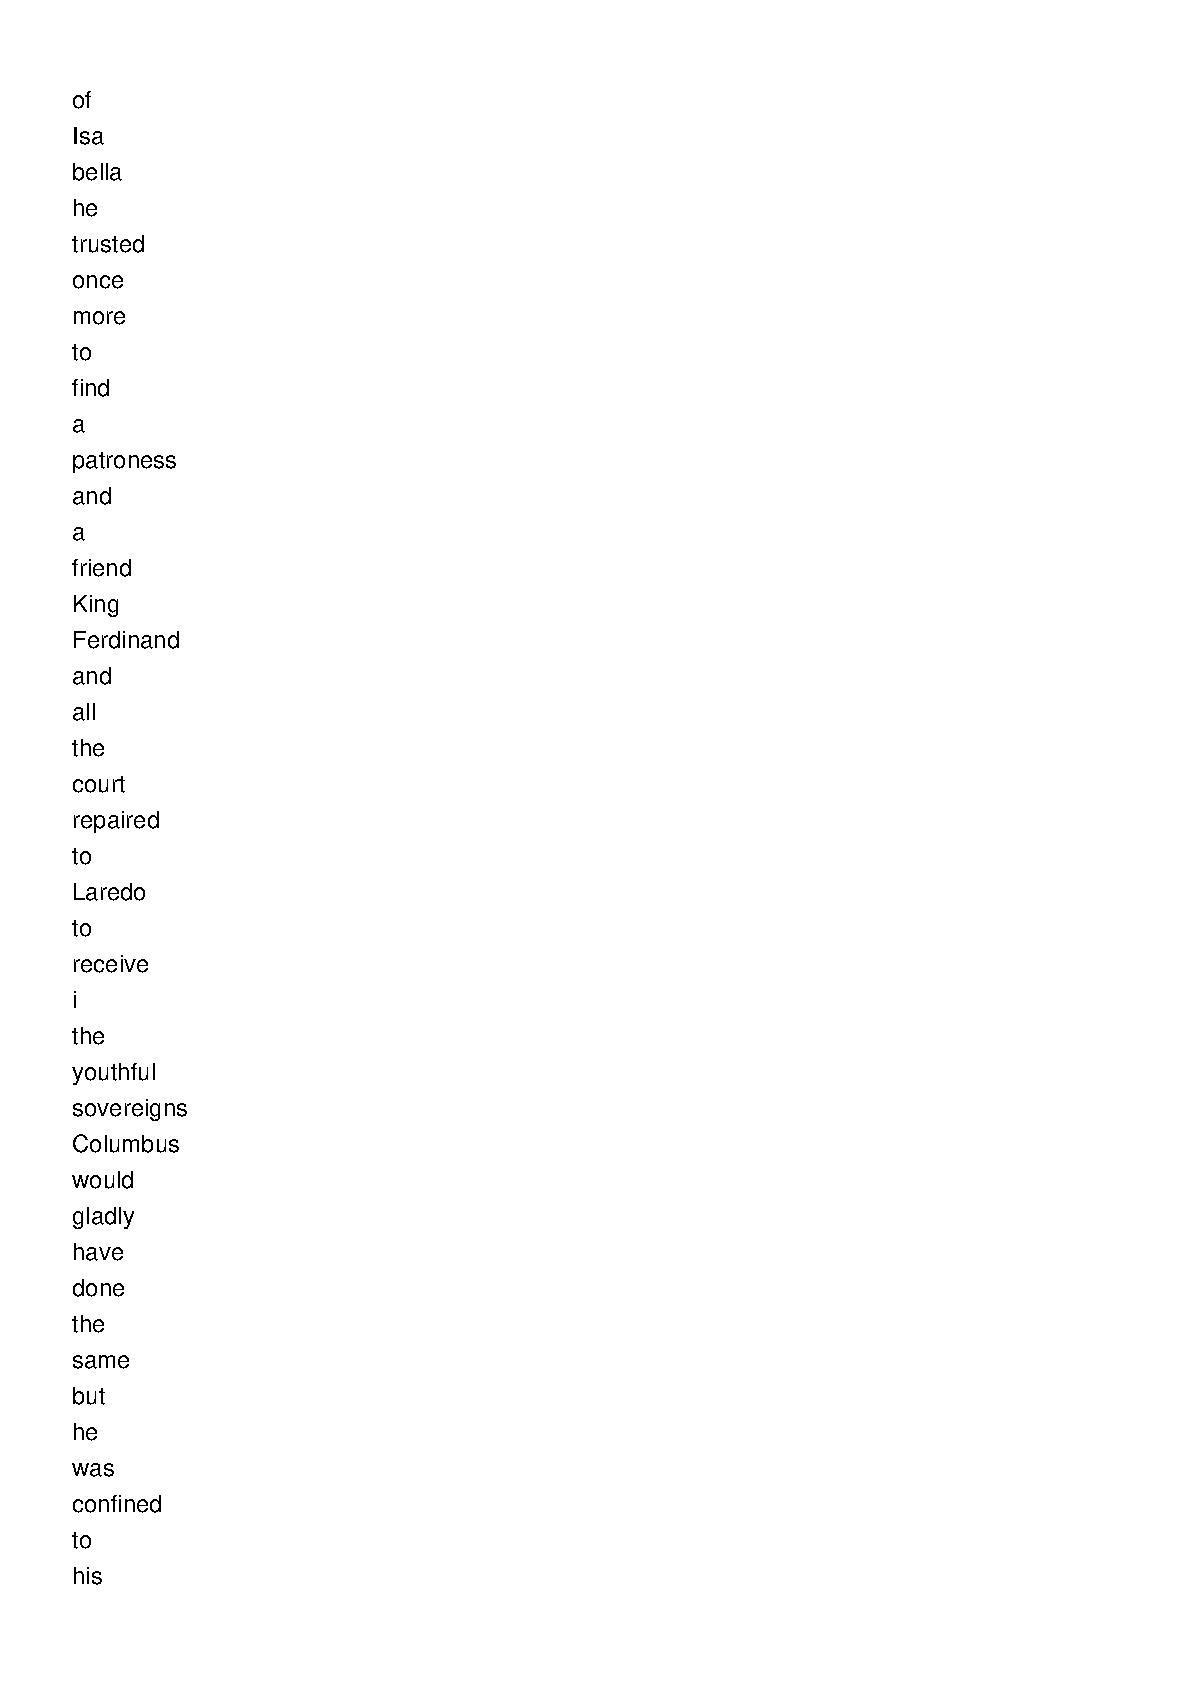 of
Isa
bella
he
trusted
once
more
to
find
a
patroness
and
a
friend
King
Ferdinand
and
all
the
court
repaired
to
Laredo
to
receive
i
the
youthful
sovereigns
Columbus
would
gladly
have
done
the
same
but
he
was
confined
to
his